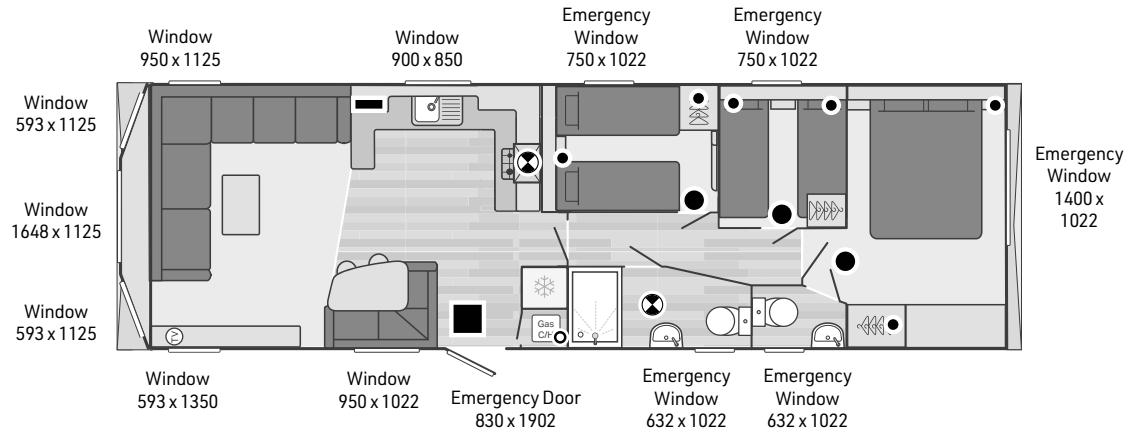 Window
950 x 1125
Window
900 x 850
Emergency
Window
750 x 1022
Emergency
Window
750 x 1022
Window
593 x 1125
Window
1648 x 1125
Window
593 x 1125
Emergency
Window
1400 x
1022
TV
Gas
C/H
Window
593 x 1350
Window
950 x 1022
Emergency Door
830 x 1902
Emergency
Window
632 x 1022
Emergency
Window
632 x 1022